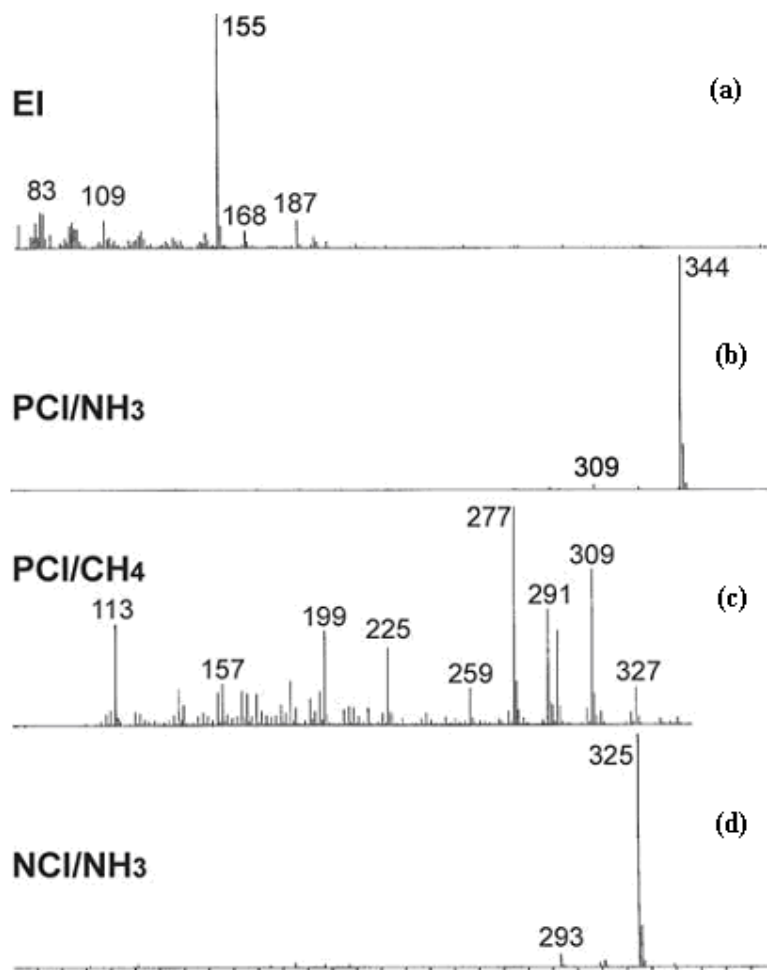 155
EI
(a)
83
109
168
187
344
(b)
PCI/NH3
309
PCI/CH4
277
309
291
(c)
113
199
225
157
259
327
325
(d)
NCI/NH3
293